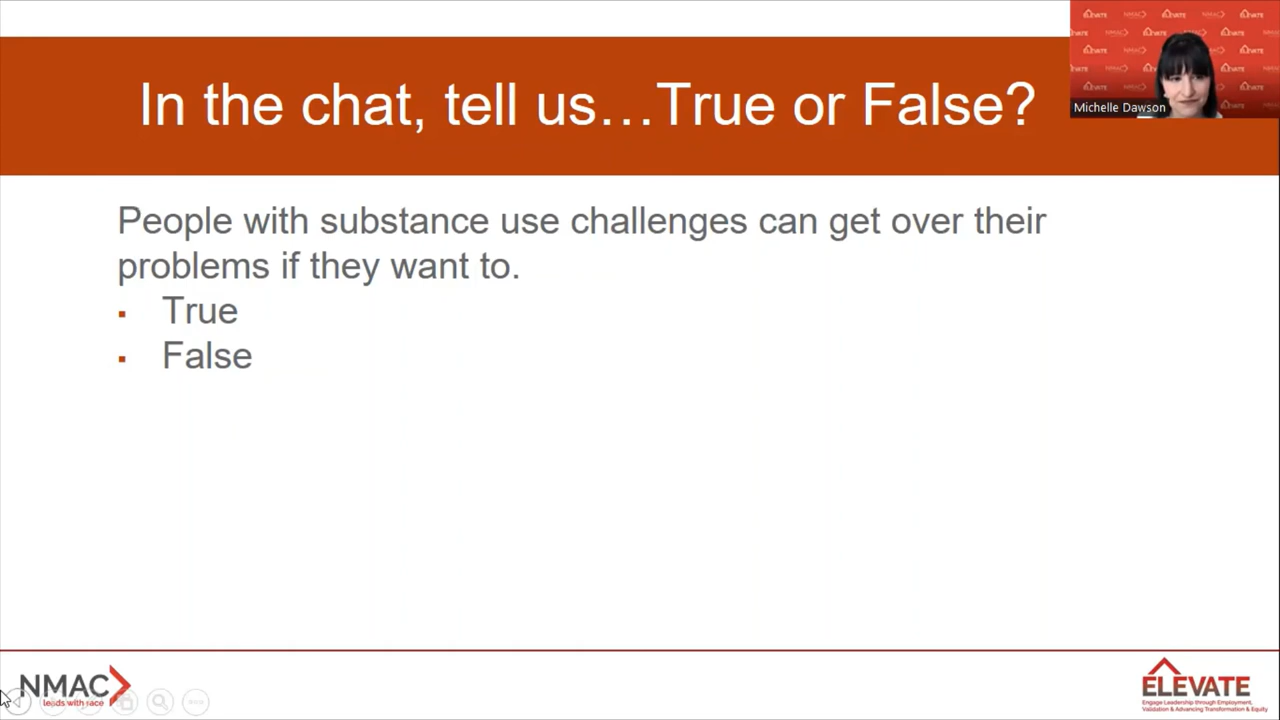 In the chat, tell us…True or False?
Michelle Dawson
People with substance use challenges can get over their
problems if they want to.
▪ True
▪ False
NMAC
leads with race
ELEVATE
Engage Leadership through Employment,
Validation & Advancing Transformation & Equity